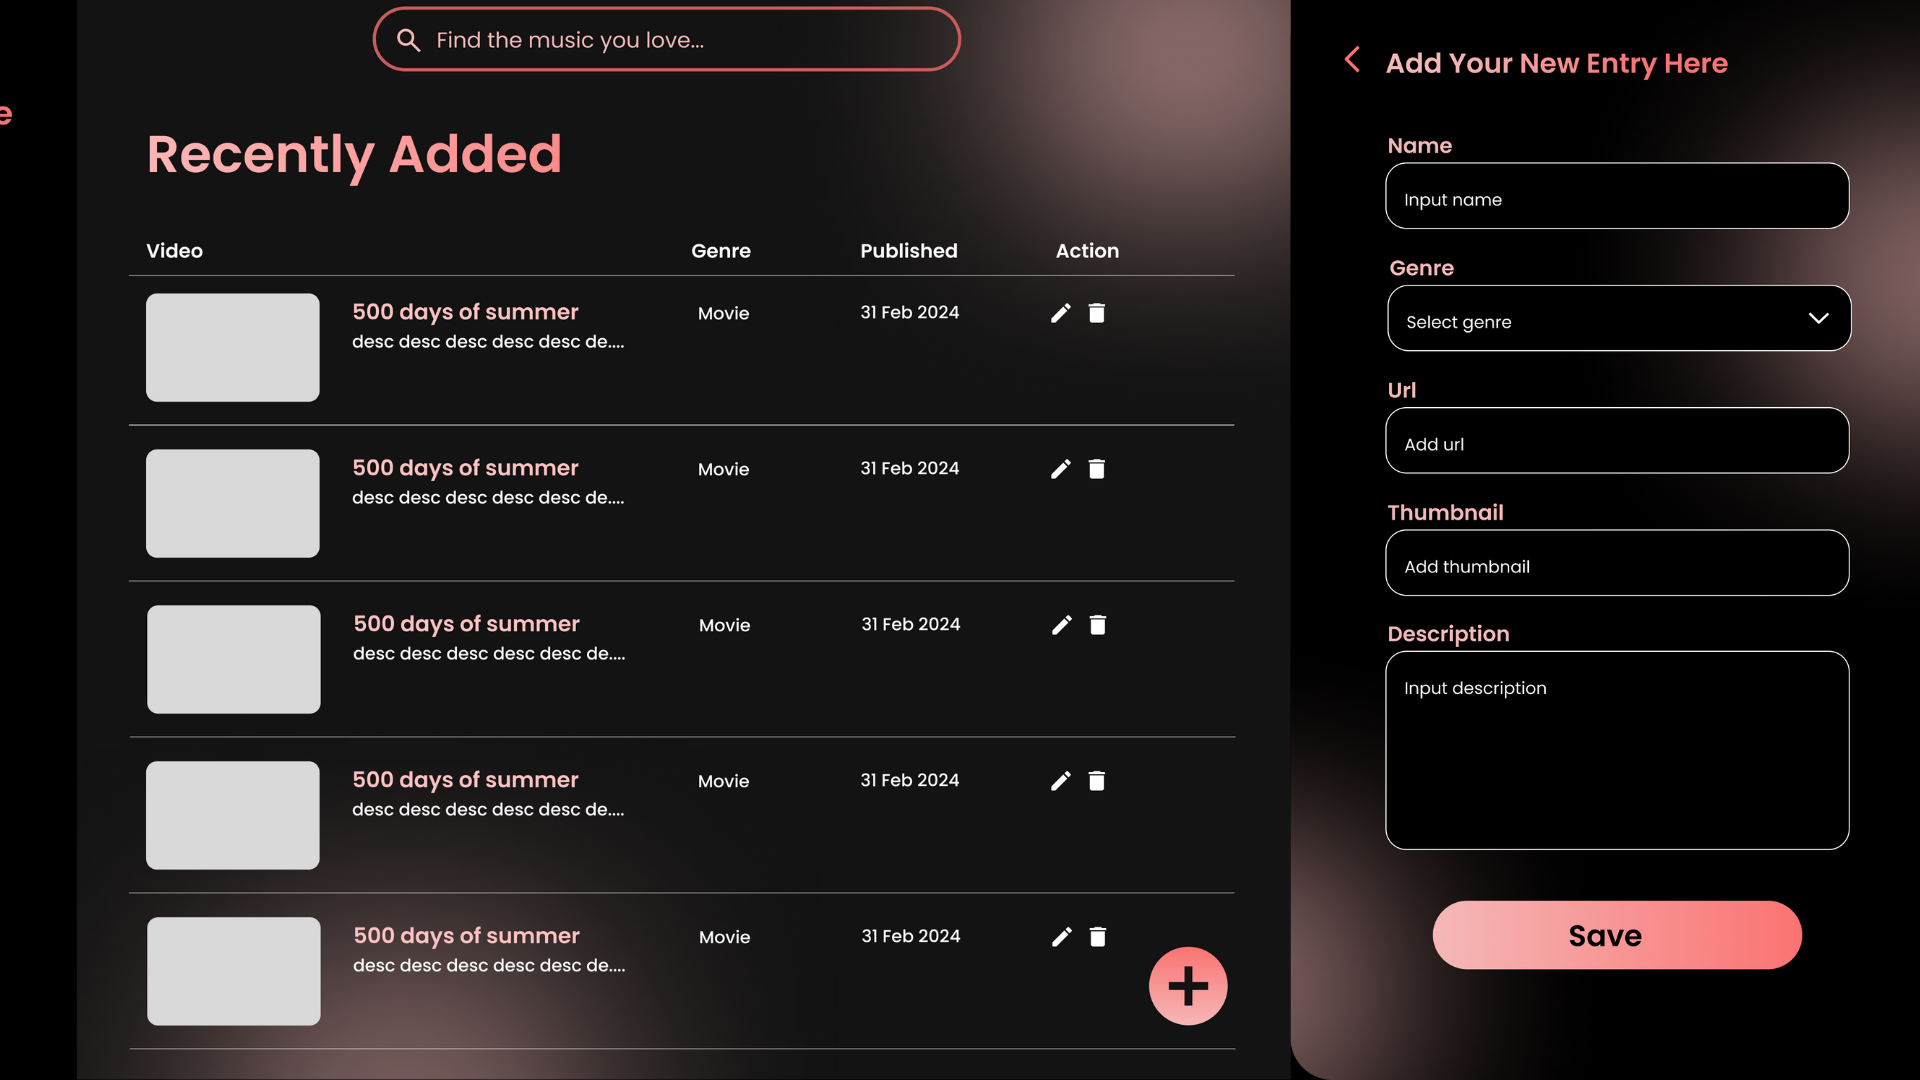 e
Find the music you love...
Recently Added
Video Genre Published Action
500 days of summer Movie 31 Feb 2024
desc desc desc desc desc de....
500 days of summer Movie 31 Feb 2024
desc desc desc desc desc de....
500 days of summer Movie 31 Feb 2024
desc desc desc desc desc de....
500 days of summer Movie 31 Feb 2024
desc desc desc desc desc de....
500 days of summer Movie 31 Feb 2024
desc desc desc desc desc de....
Add Your New Entry Here
Name
Input name
Genre
Select genre
Url
Add url
Thumbnail
Add thumbnail
Description
Input description
Save